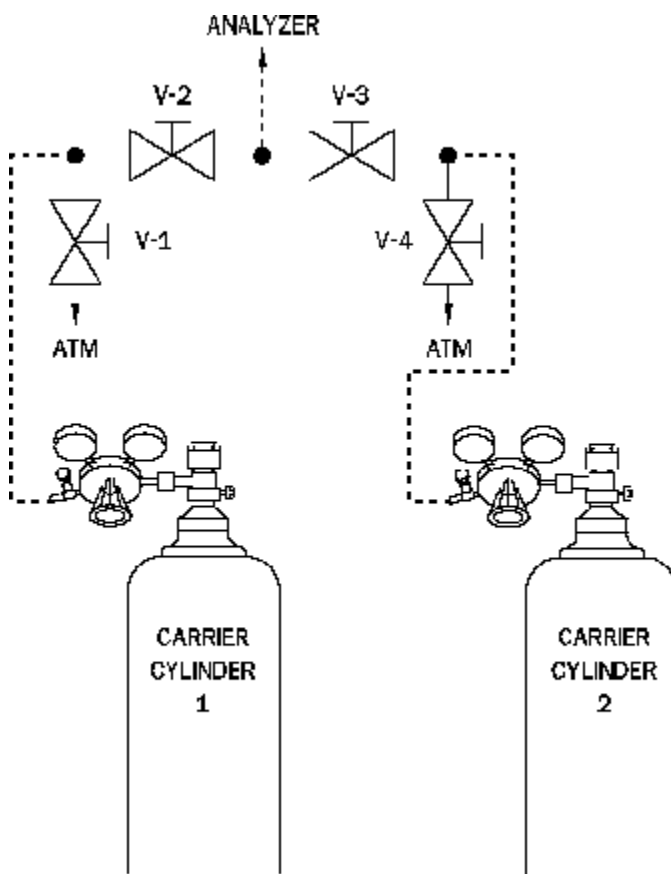 ANALYZER
V-2
V-3
V-1
V-4
ATM
ATM
CARRIER
CYLINDER
1
CARRIER
CYLINDER
2